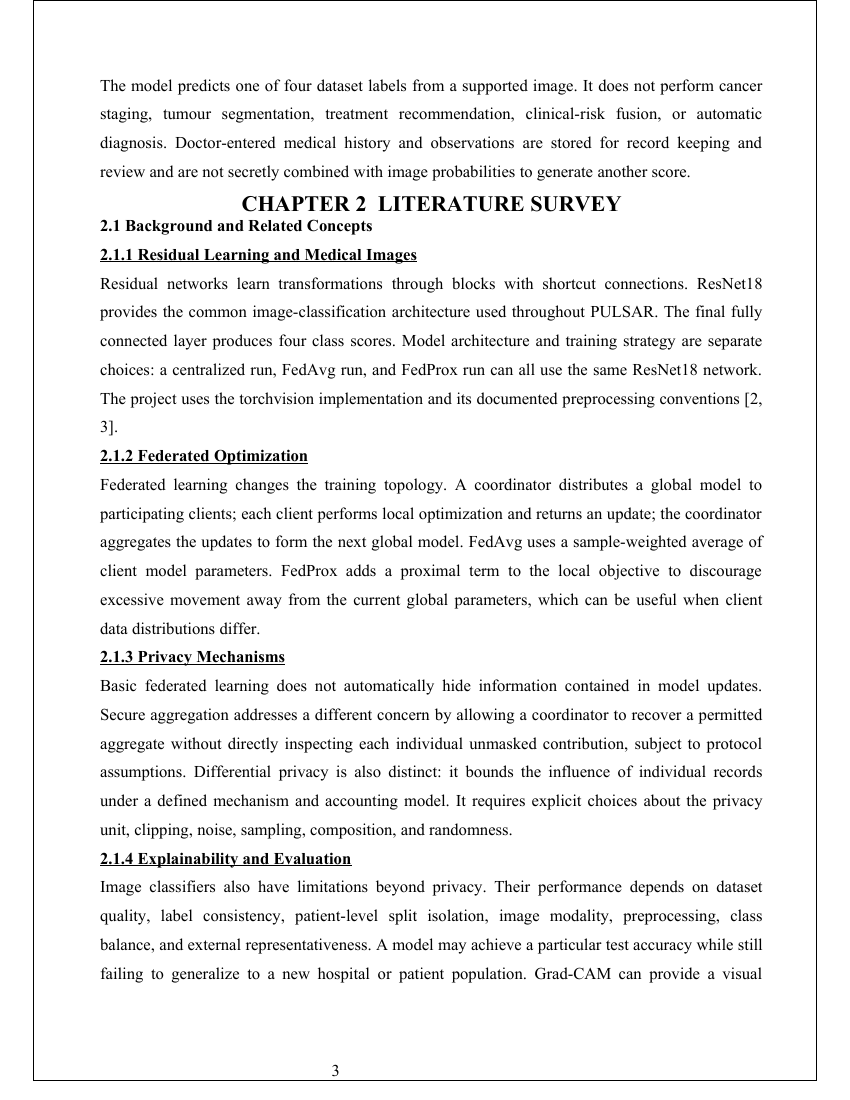 The model predicts one of four dataset labels from a supported image. It does not perform cancer
staging, tumour segmentation, treatment recommendation, clinical-risk fusion, or automatic
diagnosis. Doctor-entered medical history and observations are stored for record keeping and
review and are not secretly combined with image probabilities to generate another score.
CHAPTER 2 LITERATURE SURVEY
2.1 Background and Related Concepts
2.1.1 Residual Learning and Medical Images
Residual networks learn transformations through blocks with shortcut connections. ResNet18
provides the common image-classification architecture used throughout PULSAR. The final fully
connected layer produces four class scores. Model architecture and training strategy are separate
choices: a centralized run, FedAvg run, and FedProx run can all use the same ResNet18 network.
The project uses the torchvision implementation and its documented preprocessing conventions [2,
3].
2.1.2 Federated Optimization
Federated learning changes the training topology. A coordinator distributes a global model to
participating clients; each client performs local optimization and returns an update; the coordinator
aggregates the updates to form the next global model. FedAvg uses a sample-weighted average of
client model parameters. FedProx adds a proximal term to the local objective to discourage
excessive movement away from the current global parameters, which can be useful when client
data distributions differ.
2.1.3 Privacy Mechanisms
Basic federated learning does not automatically hide information contained in model updates.
Secure aggregation addresses a different concern by allowing a coordinator to recover a permitted
aggregate without directly inspecting each individual unmasked contribution, subject to protocol
assumptions. Differential privacy is also distinct: it bounds the influence of individual records
under a defined mechanism and accounting model. It requires explicit choices about the privacy
unit, clipping, noise, sampling, composition, and randomness.
2.1.4 Explainability and Evaluation
Image classifiers also have limitations beyond privacy. Their performance depends on dataset
quality, label consistency, patient-level split isolation, image modality, preprocessing, class
balance, and external representativeness. A model may achieve a particular test accuracy while still
failing to generalize to a new hospital or patient population. Grad-CAM can provide a visual
3